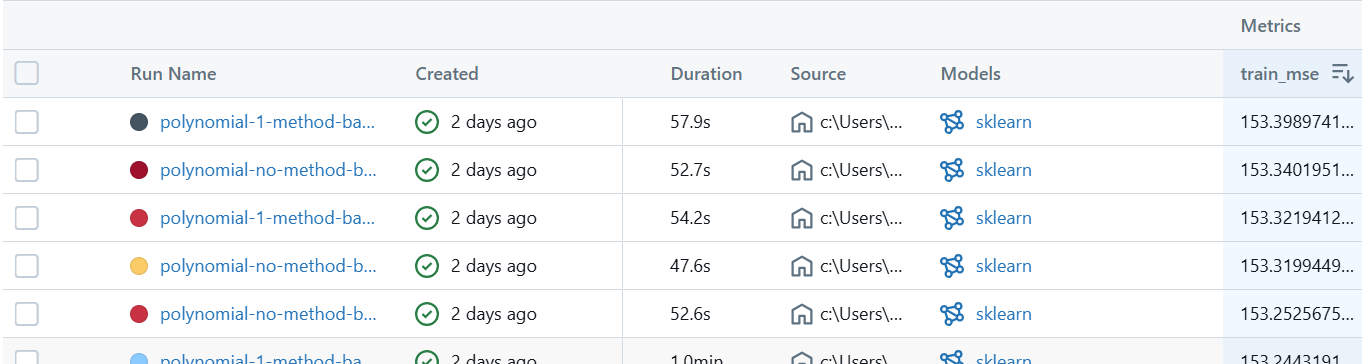 Metrics
Run Name Created Duration Source Models train_mse
polynomial-1-method-ba... 2 days ago 57.9s c:\Users\... sklearn 153.3989741...
polynomial-no-method-b... 2 days ago 52.7s c:\Users\... sklearn 153.3401951...
polynomial-1-method-ba... 2 days ago 54.2s c:\Users\... sklearn 153.3219412...
polynomial-no-method-b... 2 days ago 47.6s c:\Users\... sklearn 153.3199449...
polynomial-no-method-b... 2 days ago 52.6s c:\Users\... sklearn 153.2525675...
polynomial-1-method-ba... 2 days ago 1.0min c:\Users\... sklearn 153.2443191...